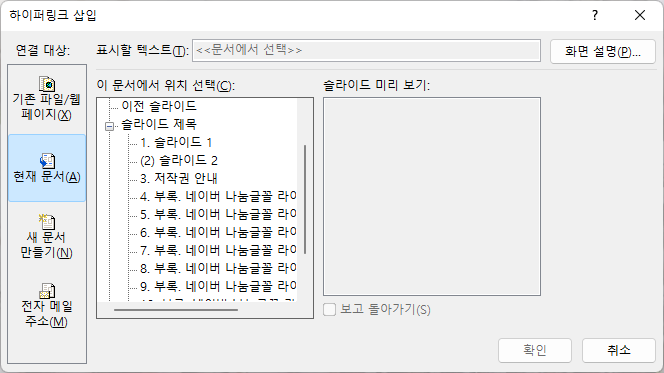 하이퍼링크 삽입
연결 대상:
표시할 텍스트(T):
<<문서에서 선택>>
화면 설명(P)...
기존 파일/웹
페이지(X)
현재 문서(A)
새 문서
만들기(N)
전자 메일
주소(M)
이 문서에서 위치 선택(C):
이전 슬라이드
슬라이드 제목
1. 슬라이드 1
(2) 슬라이드 2
3. 저작권 안내
4. 부록. 네이버 나눔글꼴 라이
5. 부록. 네이버 나눔글꼴 라이
6. 부록. 네이버 나눔글꼴 라이
7. 부록. 네이버 나눔글꼴 라이
8. 부록. 네이버 나눔글꼴 라이
9. 부록. 네이버 나눔글꼴 라이
슬라이드 미리 보기:
보고 돌아가기(S)
확인
취소